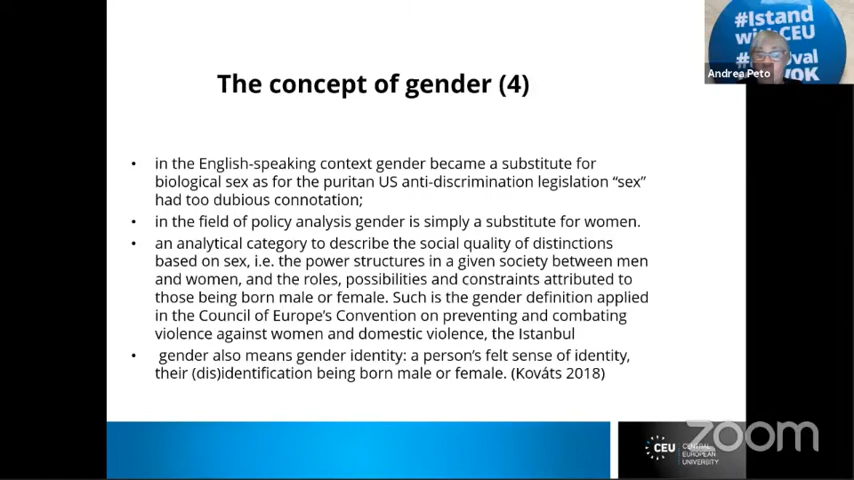 #Istand
with CEU
Andrea Peto
The concept of gender (4)
• in the English-speaking context gender became a substitute for
biological sex as for the puritan US anti-discrimination legislation “sex”
had too dubious connotation;
• in the field of policy analysis gender is simply a substitute for women.
• an analytical category to describe the social quality of distinctions
based on sex, i.e. the power structures in a given society between men
and women, and the roles, possibilities and constraints attributed to
those being born male or female. Such is the gender definition applied
in the Council of Europe’s Convention on preventing and combating
violence against women and domestic violence, the Istanbul
• gender also means gender identity: a person’s felt sense of identity,
their (dis)identification being born male or female. (Kováts 2018)
CEU
CENTRAL
EUROPEAN
UNIVERSITY
zoom